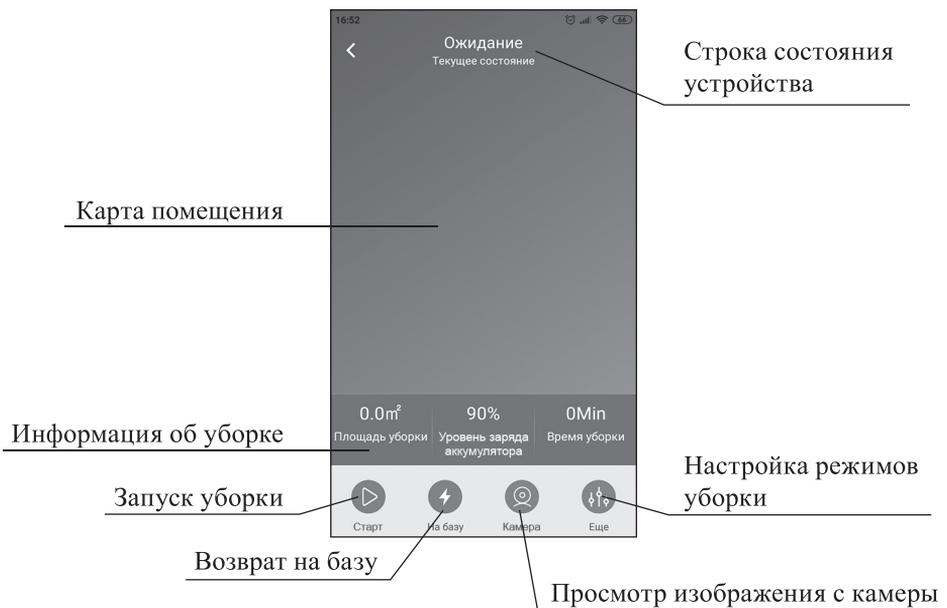 16:52
66
Ожидание
Текущее состояние
Строка состояния
устройства
Карта помещения
0.0m²
90%
0Min
Площадь уборки
Уровень заряда
аккумулятора
Время уборки
Информация об уборке
Настройка режимов
уборки
Запуск уборки
Старт
На базу
Камера
Еще
Возврат на базу
Просмотр изображения с камеры